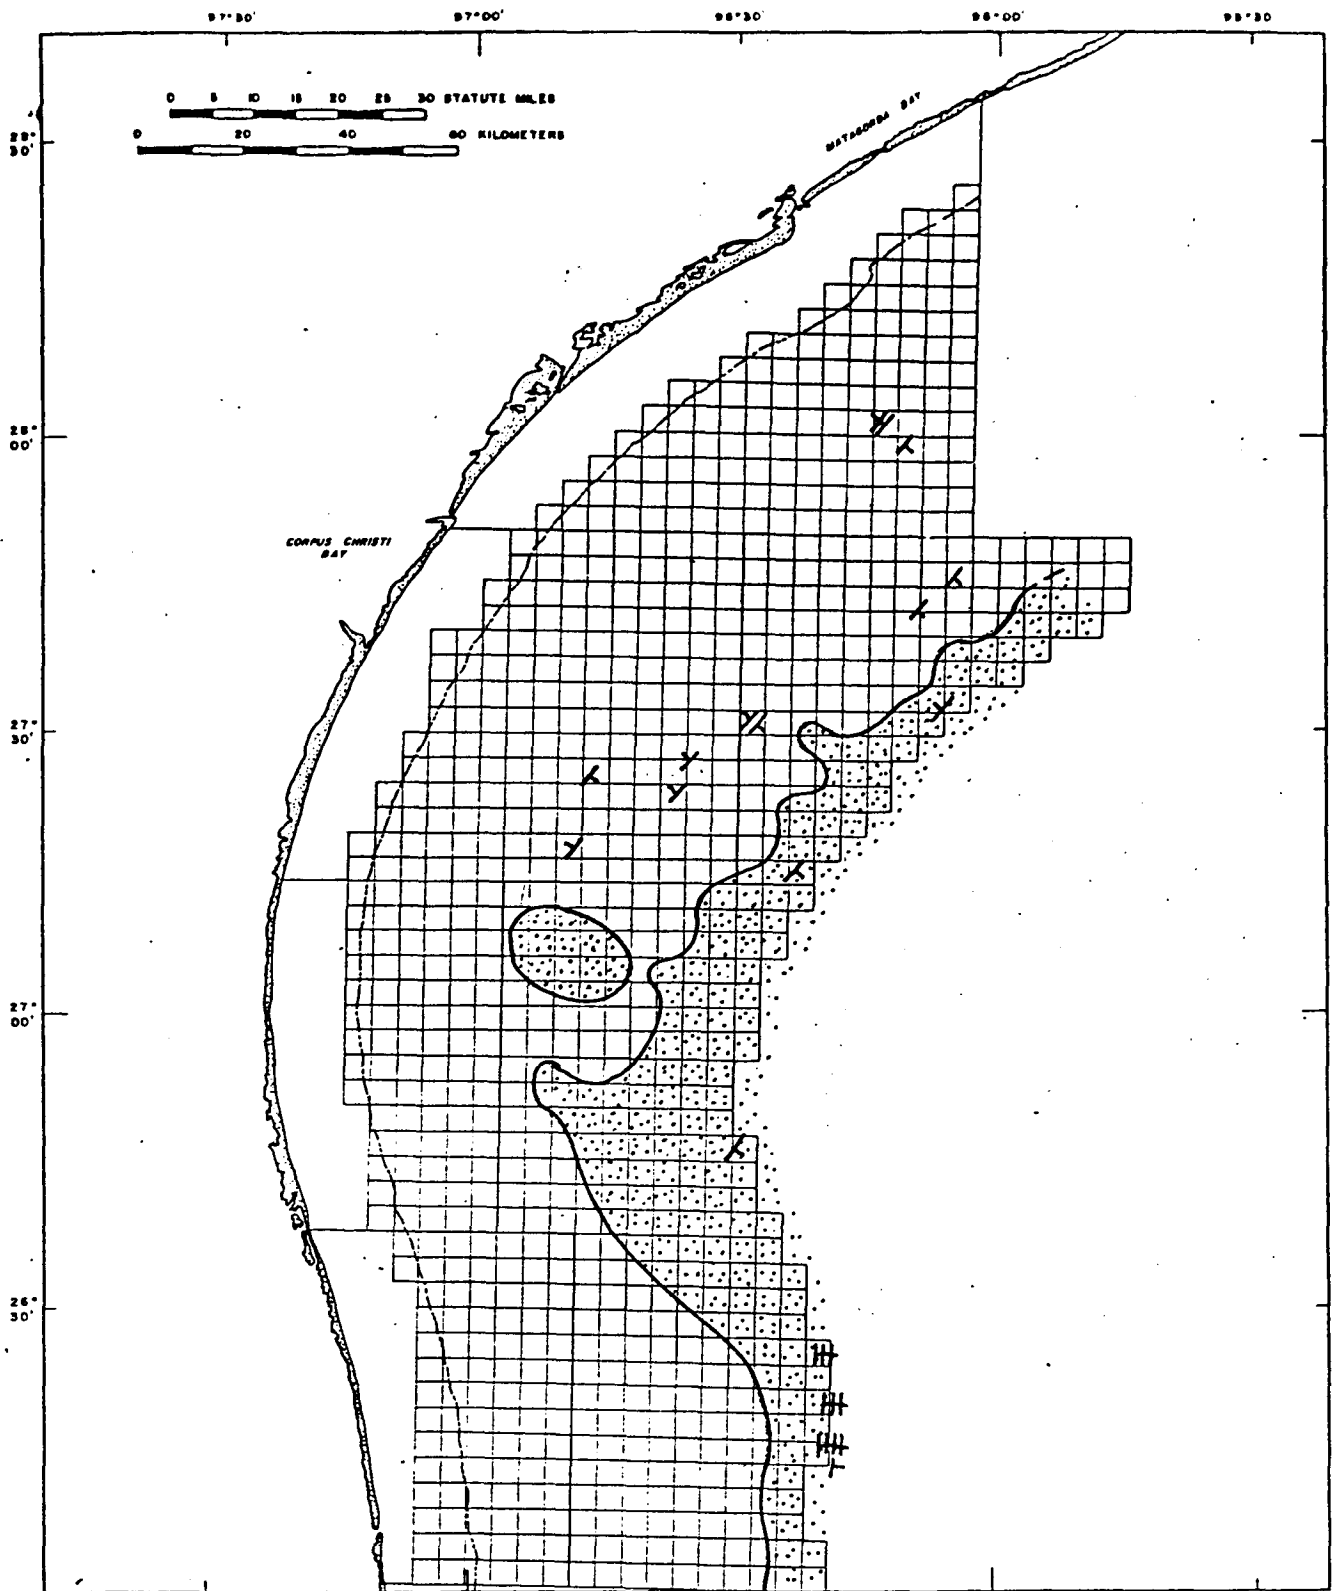 97°30' 97°00' 96°30' 96°00' 95°30'
0 5 10 15 20 25 30 STATUTE MILES
0 20 40 60 KILOMETERS
MATAGORDA BAY
28° 30'
28° 00'
CORPUS CHRISTI
BAY
27° 30'
27° 00'
26° 30'